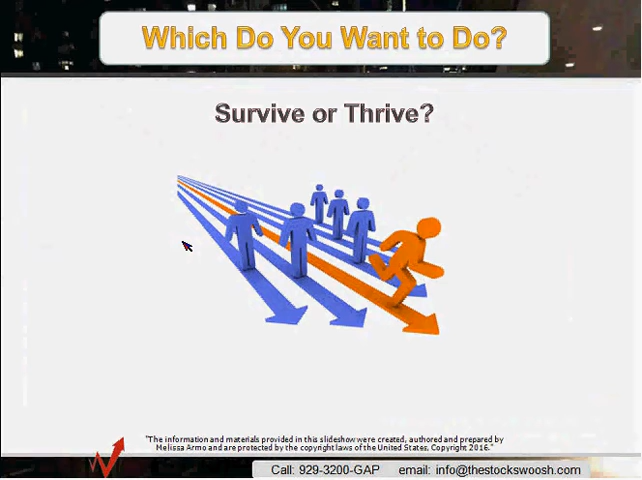 Which Do You Want to Do?
Survive or Thrive?
"The information and materials provided in this slideshow were created, authored and prepared by
Melissa Armo and are protected by the copyright laws of the United States, Copyright 2016."
Call: 929-3200-GAP email: info@thestockswoosh.com